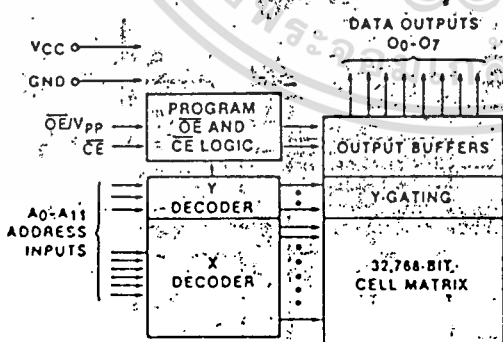 DATA OUTPUTS
O0-O7
VCC
GND
OE/VPP
CE
PROGRAM
OE AND
CE LOGIC
OUTPUT BUFFERS
Y
DECODER
Y-GATING
A0-A11
ADDRESS
INPUTS
X
DECODER
32,768-BIT
CELL MATRIX